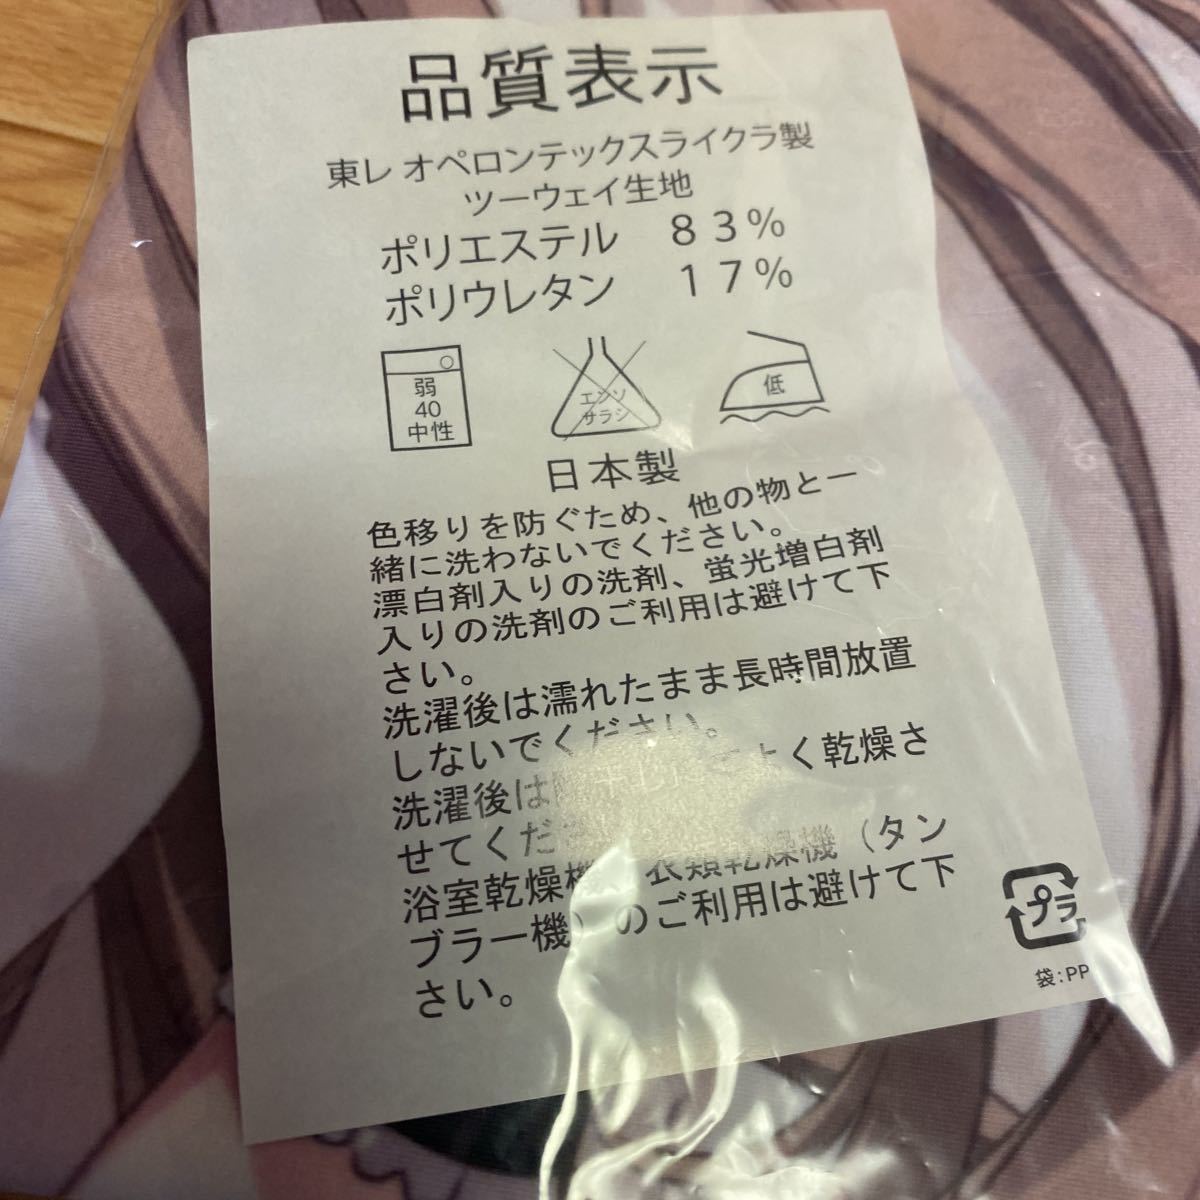 品質表示
東レ オペロンテックスライクラ製
ツーウェイ生地
ポリエステル 83%
ポリウレタン 17%
弱
40
中性
エンソ
サラシ
低
日本製
色移りを防ぐため、他の物と一
緒に洗わないでください。
漂白剤入りの洗剤、蛍光増白剤
入りの洗剤のご利用は避けて下
さい。
洗濯後は濡れたまま長時間放置
しないでください。
洗濯後は陰干しにてよく乾燥さ
せてくださ
浴室乾燥機 衣類乾燥機（タン
ブラー機）のご利用は避けて下
さい。
プラ
袋:PP